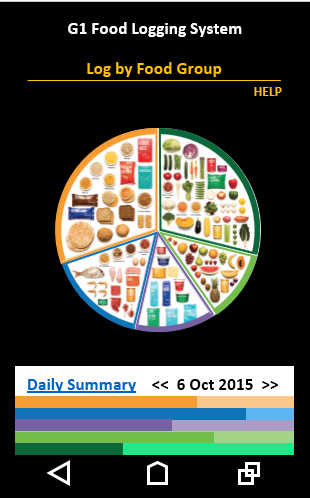 G1 Food Logging System
Log by Food Group
HELP
Daily Summary << 6 Oct 2015 >>